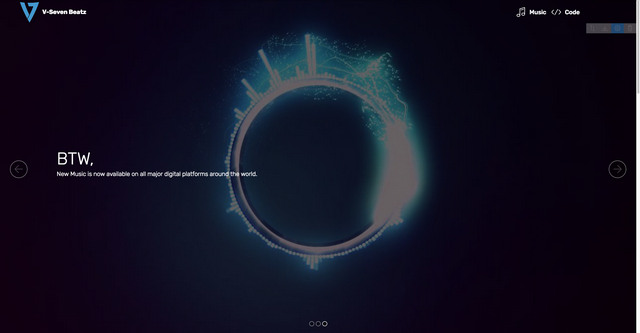 V-Seven Beatz
Music
</> Code
BTW,
New Music is now available on all major digital platforms around the world.